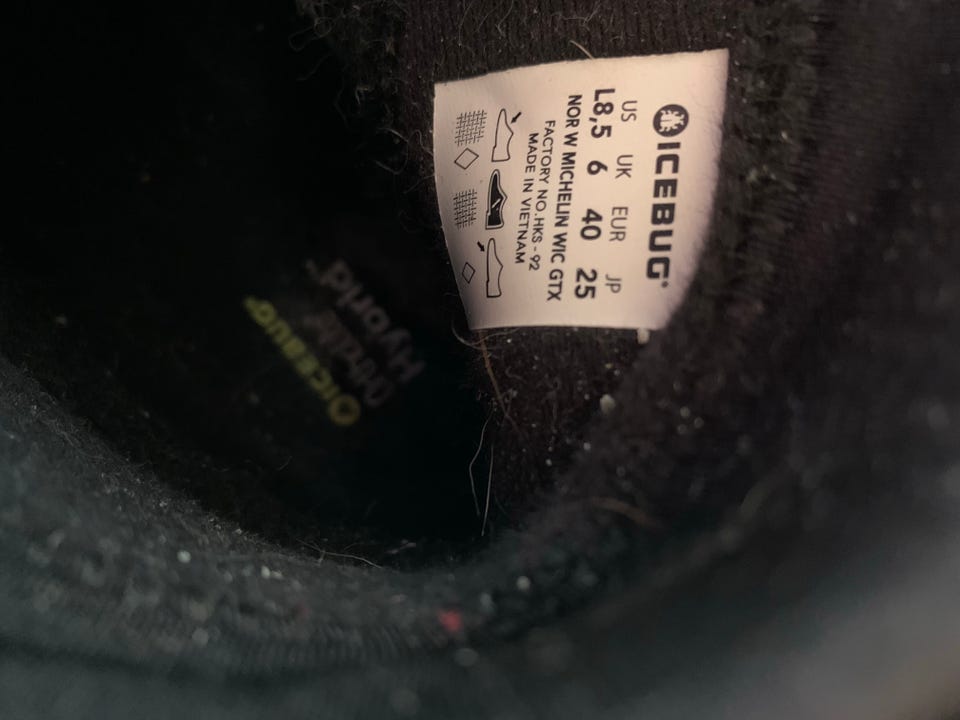 ICEBUG®
US UK EUR JP
L8,5 6 40 25
NOR W MICHELIN WIC GTX
FACTORY NO.HKS - 92
MADE IN VIETNAM
ICEBUG
Hybrid